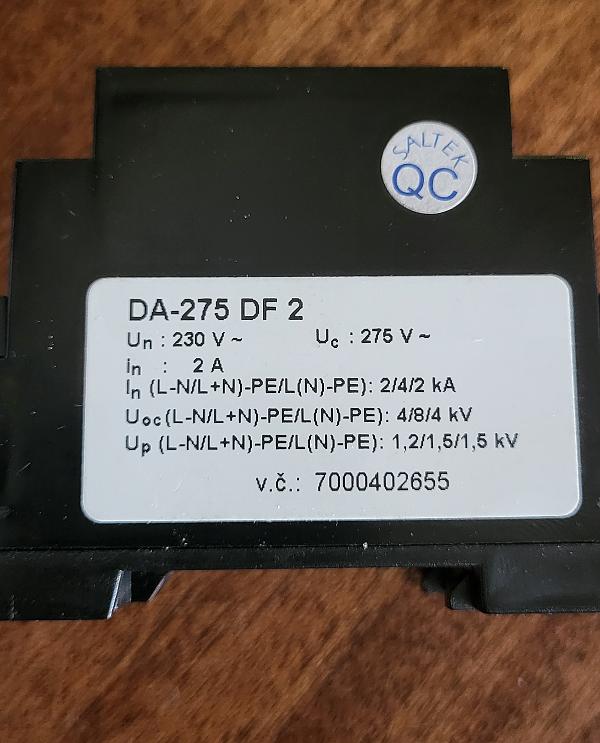 SALTEK
QC
DA-275 DF 2
Un : 230 V ~ Uc : 275 V ~
in : 2 A
In (L-N/L+N)-PE/L(N)-PE): 2/4/2 kA
Uoc(L-N/L+N)-PE/L(N)-PE): 4/8/4 kV
Up (L-N/L+N)-PE/L(N)-PE): 1,2/1,5/1,5 kV
v.č.: 7000402655